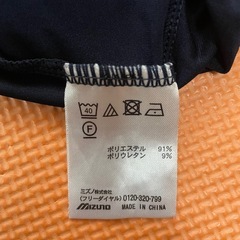 40
F
ポリエステル 91%
ポリウレタン 9%
ミズノ株式会社
(フリーダイヤル) 0120-320-799
MIZUNO MADE IN CHINA